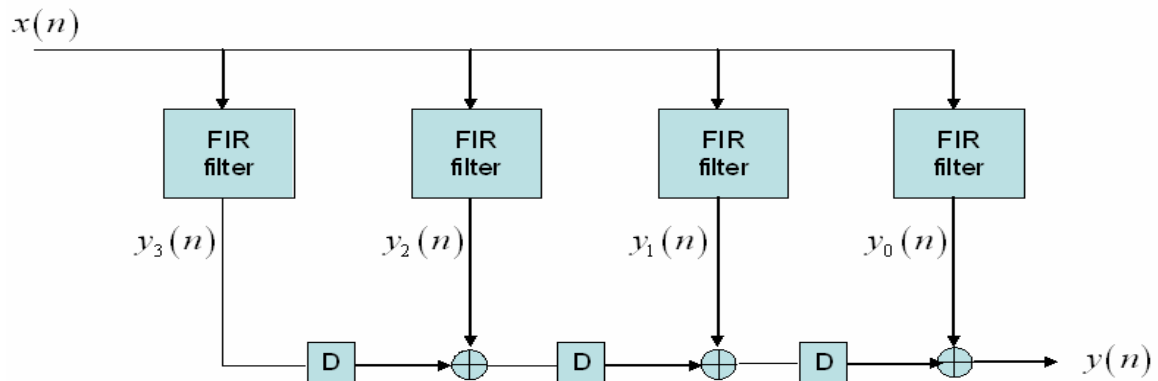 x(n)
FIR filter
FIR filter
FIR filter
FIR filter
y₃(n)
y₂(n)
y₁(n)
y₀(n)
D
D
D
y(n)